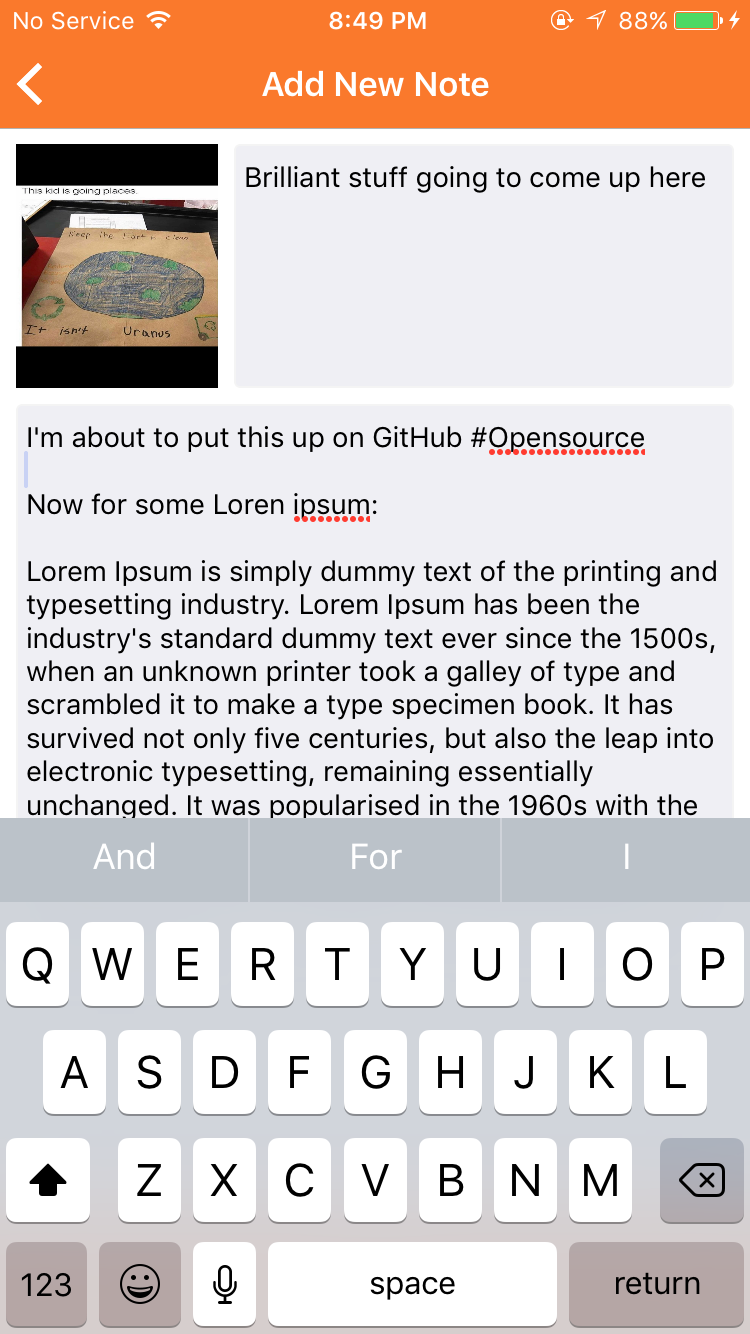 No Service 8:49 PM 88%
Add New Note
This kid is going places.
Keep the Earth clean
It isn't Uranus
Brilliant stuff going to come up here
I'm about to put this up on GitHub #Opensource
Now for some Loren ipsum:
Lorem Ipsum is simply dummy text of the printing and
typesetting industry. Lorem Ipsum has been the
industry's standard dummy text ever since the 1500s,
when an unknown printer took a galley of type and
scrambled it to make a type specimen book. It has
survived not only five centuries, but also the leap into
electronic typesetting, remaining essentially
unchanged. It was popularised in the 1960s with the
And For I
Q W E R T Y U I O P
A S D F G H J K L
Z X C V B N M
123 space return